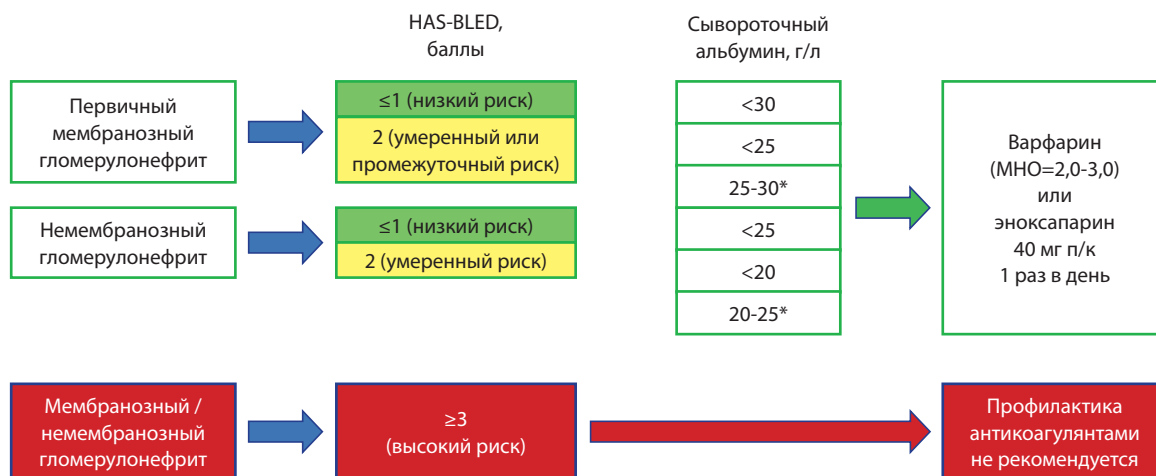 HAS-BLED,
баллы
Сывороточный
альбумин, г/л
Первичный
мембранозный
гломерулонефрит
≤1 (низкий риск)
2 (умеренный или
промежуточный риск)
Немембранозный
гломерулонефрит
≤1 (низкий риск)
2 (умеренный риск)
<30
<25
25-30*
<25
<20
20-25*
Варфарин
(МНО=2,0-3,0)
или
эноксапарин
40 мг п/к
1 раз в день
Мембранозный /
немембранозный
гломерулонефрит
≥3
(высокий риск)
Профилактика
антикоагулянтами
не рекомендуется